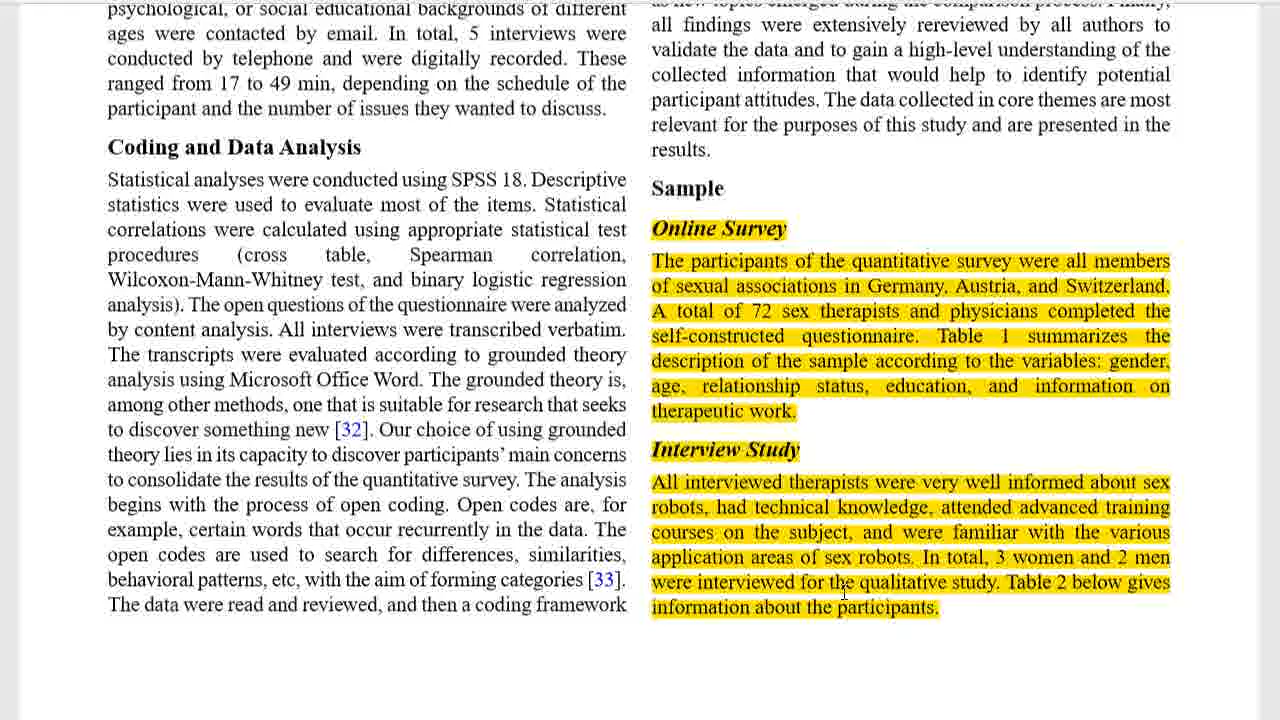 psychological, or social educational backgrounds of different
ages were contacted by email. In total, 5 interviews were
conducted by telephone and were digitally recorded. These
ranged from 17 to 49 min, depending on the schedule of the
participant and the number of issues they wanted to discuss.
Coding and Data Analysis
Statistical analyses were conducted using SPSS 18. Descriptive
statistics were used to evaluate most of the items. Statistical
correlations were calculated using appropriate statistical test
procedures (cross table, Spearman correlation,
Wilcoxon-Mann-Whitney test, and binary logistic regression
analysis). The open questions of the questionnaire were analyzed
by content analysis. All interviews were transcribed verbatim.
The transcripts were evaluated according to grounded theory
analysis using Microsoft Office Word. The grounded theory is,
among other methods, one that is suitable for research that seeks
to discover something new [32]. Our choice of using grounded
theory lies in its capacity to discover participants’ main concerns
to consolidate the results of the quantitative survey. The analysis
begins with the process of open coding. Open codes are, for
example, certain words that occur recurrently in the data. The
open codes are used to search for differences, similarities,
behavioral patterns, etc, with the aim of forming categories [33].
The data were read and reviewed, and then a coding framework
as new topics emerged during the comparison process. Finally,
all findings were extensively rereviewed by all authors to
validate the data and to gain a high-level understanding of the
collected information that would help to identify potential
participant attitudes. The data collected in core themes are most
relevant for the purposes of this study and are presented in the
results.
Sample
Online Survey
The participants of the quantitative survey were all members
of sexual associations in Germany, Austria, and Switzerland.
A total of 72 sex therapists and physicians completed the
self-constructed questionnaire. Table 1 summarizes the
description of the sample according to the variables: gender,
age, relationship status, education, and information on
therapeutic work.
Interview Study
All interviewed therapists were very well informed about sex
robots, had technical knowledge, attended advanced training
courses on the subject, and were familiar with the various
application areas of sex robots. In total, 3 women and 2 men
were interviewed for the qualitative study. Table 2 below gives
information about the participants.